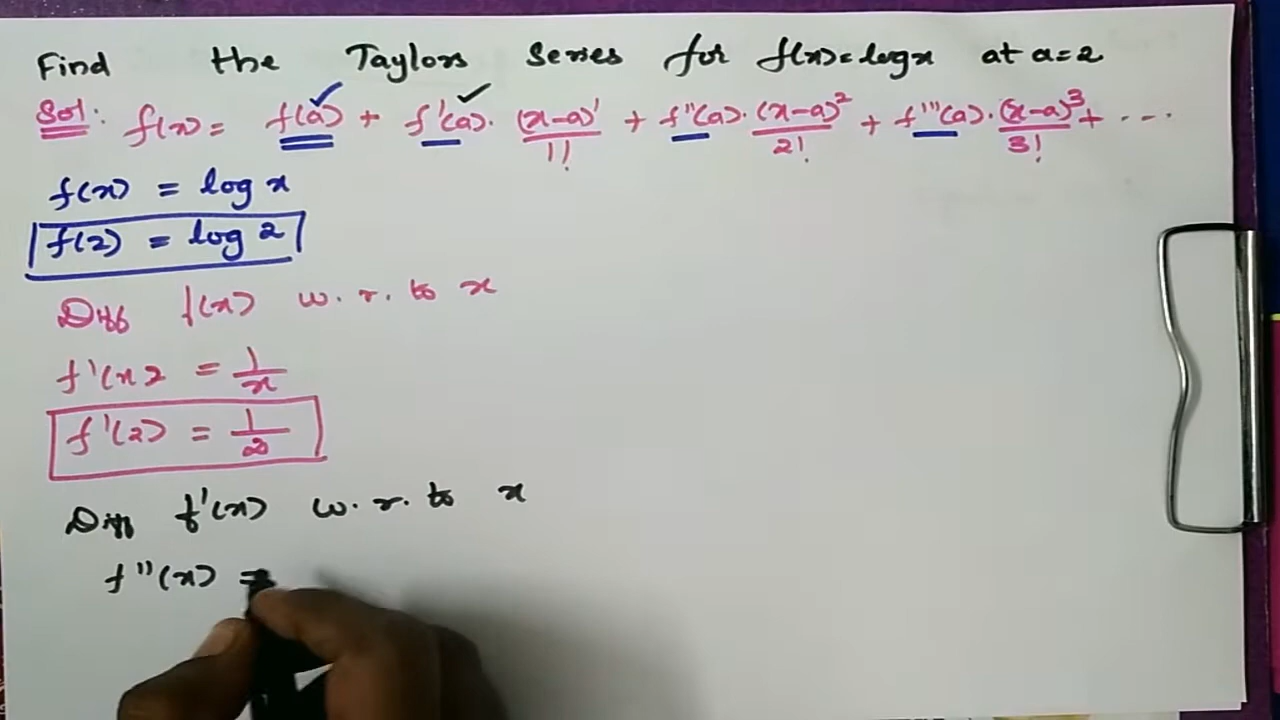 Find the Taylors Series for f(x)=logx at a=2
Sol: f(x)= f(a) + f'(a). (x-a)'/1! + f''(a). (x-a)²/2! + f'''(a). (x-a)³/3! + ...
f(x) = log x
f(2) = log 2
Diff f(x) w.r.to x
f'(x) = 1/x
f'(2) = 1/2
Diff f'(x) w.r.to x
f''(x) =